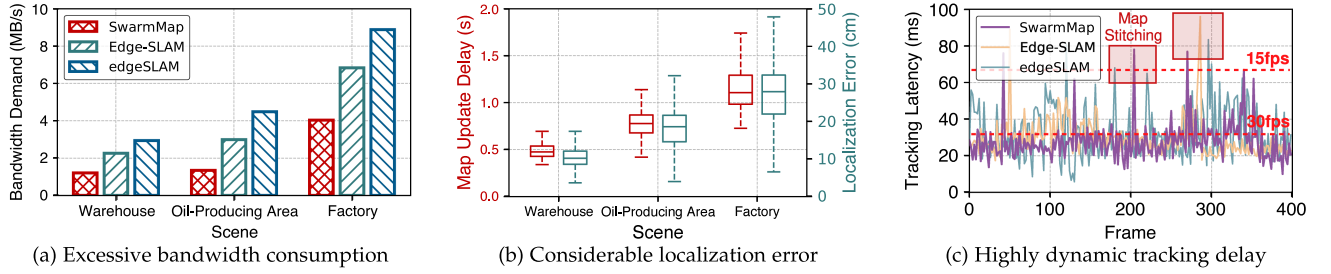 Bandwidth Demand (MB/s)
10
8
6
4
2
0
SwarmMap
Edge-SLAM
edgeSLAM
Warehouse Oil-Producing Area Factory
Scene
(a) Excessive bandwidth consumption
Map Update Delay (s)
2.0
1.5
1.0
0.5
0.0
50
40
30
20
10
0
Localization Error (cm)
Warehouse Oil-Producing Area Factory
Scene
(b) Considerable localization error
Tracking Latency (ms)
100
80
60
40
20
0
SwarmMap
Edge-SLAM
edgeSLAM
Map
Stitching
15fps
30fps
0 100 200 300 400
Frame
(c) Highly dynamic tracking delay